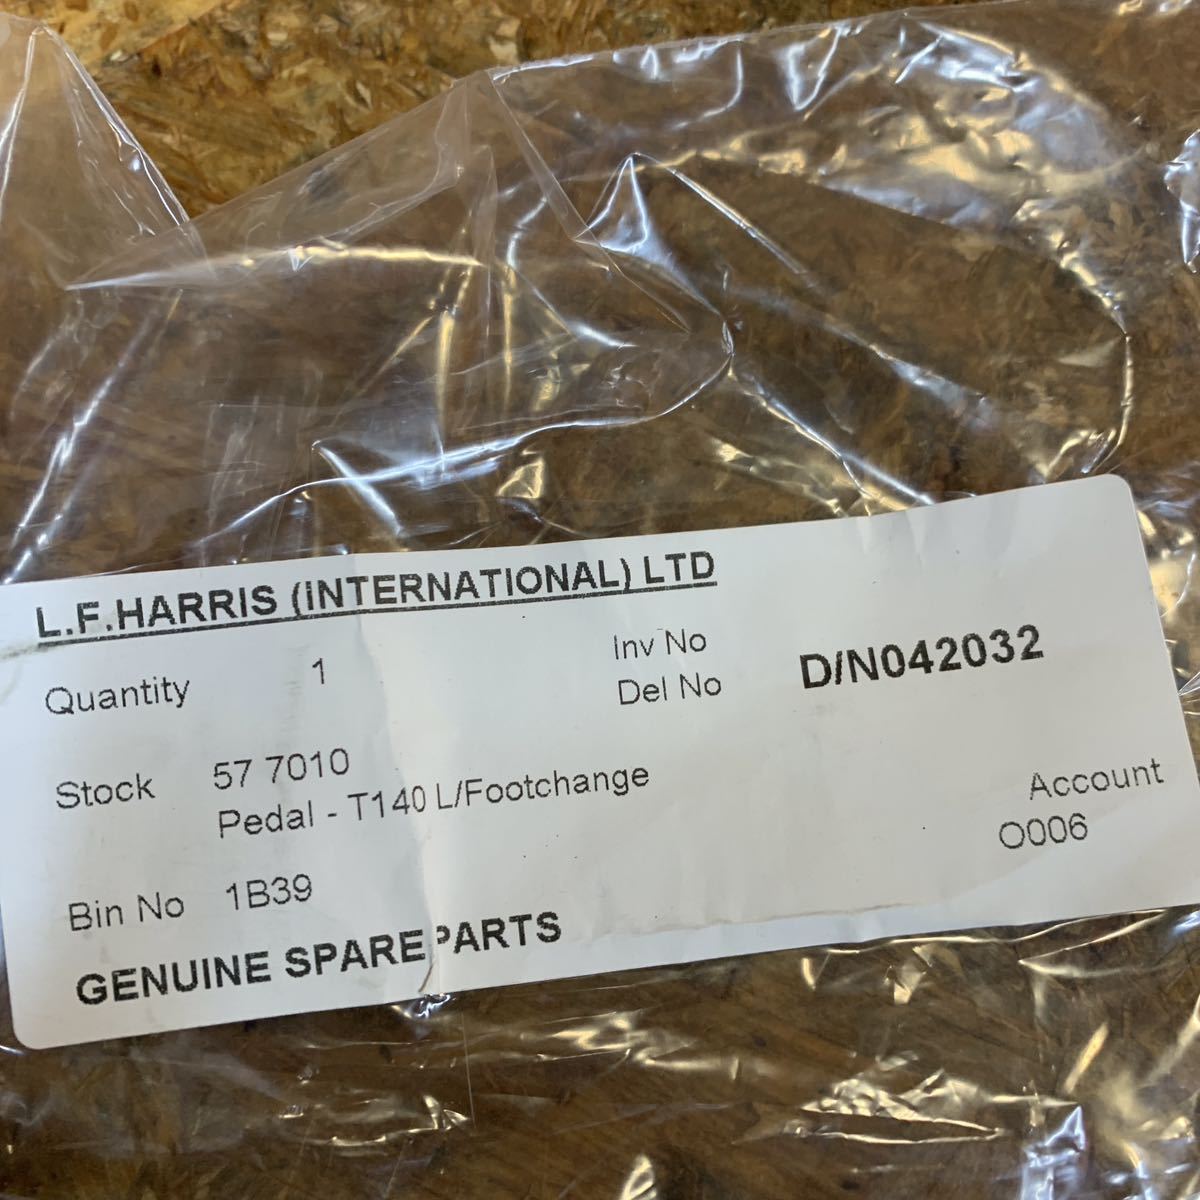 L.F.HARRIS (INTERNATIONAL) LTD
Quantity 1 Inv No D/N042032
Del No
Stock 57 7010
Pedal - T140 L/Footchange Account
Bin No 1B39 O006
GENUINE SPARE PARTS